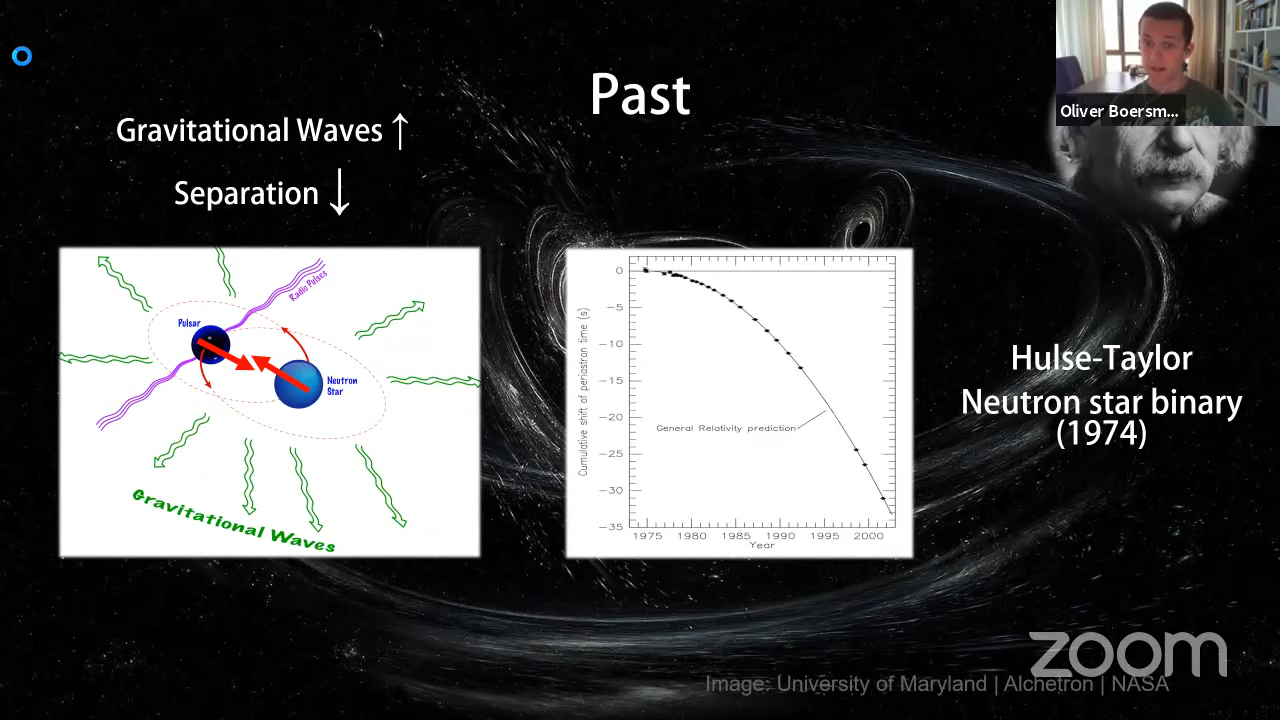 Past
Oliver Boersm...
Gravitational Waves ↑
Separation ↓
Radio Pulses
Pulsar
Neutron
Star
Gravitational Waves
Cumulative shift of periastron time (s)
0
−5
−10
−15
−20
−25
−30
−35
General Relativity prediction
1975 1980 1985 1990 1995 2000
Year
Hulse-Taylor
Neutron star binary
(1974)
zoom
Image: University of Maryland | Alchetron | NASA